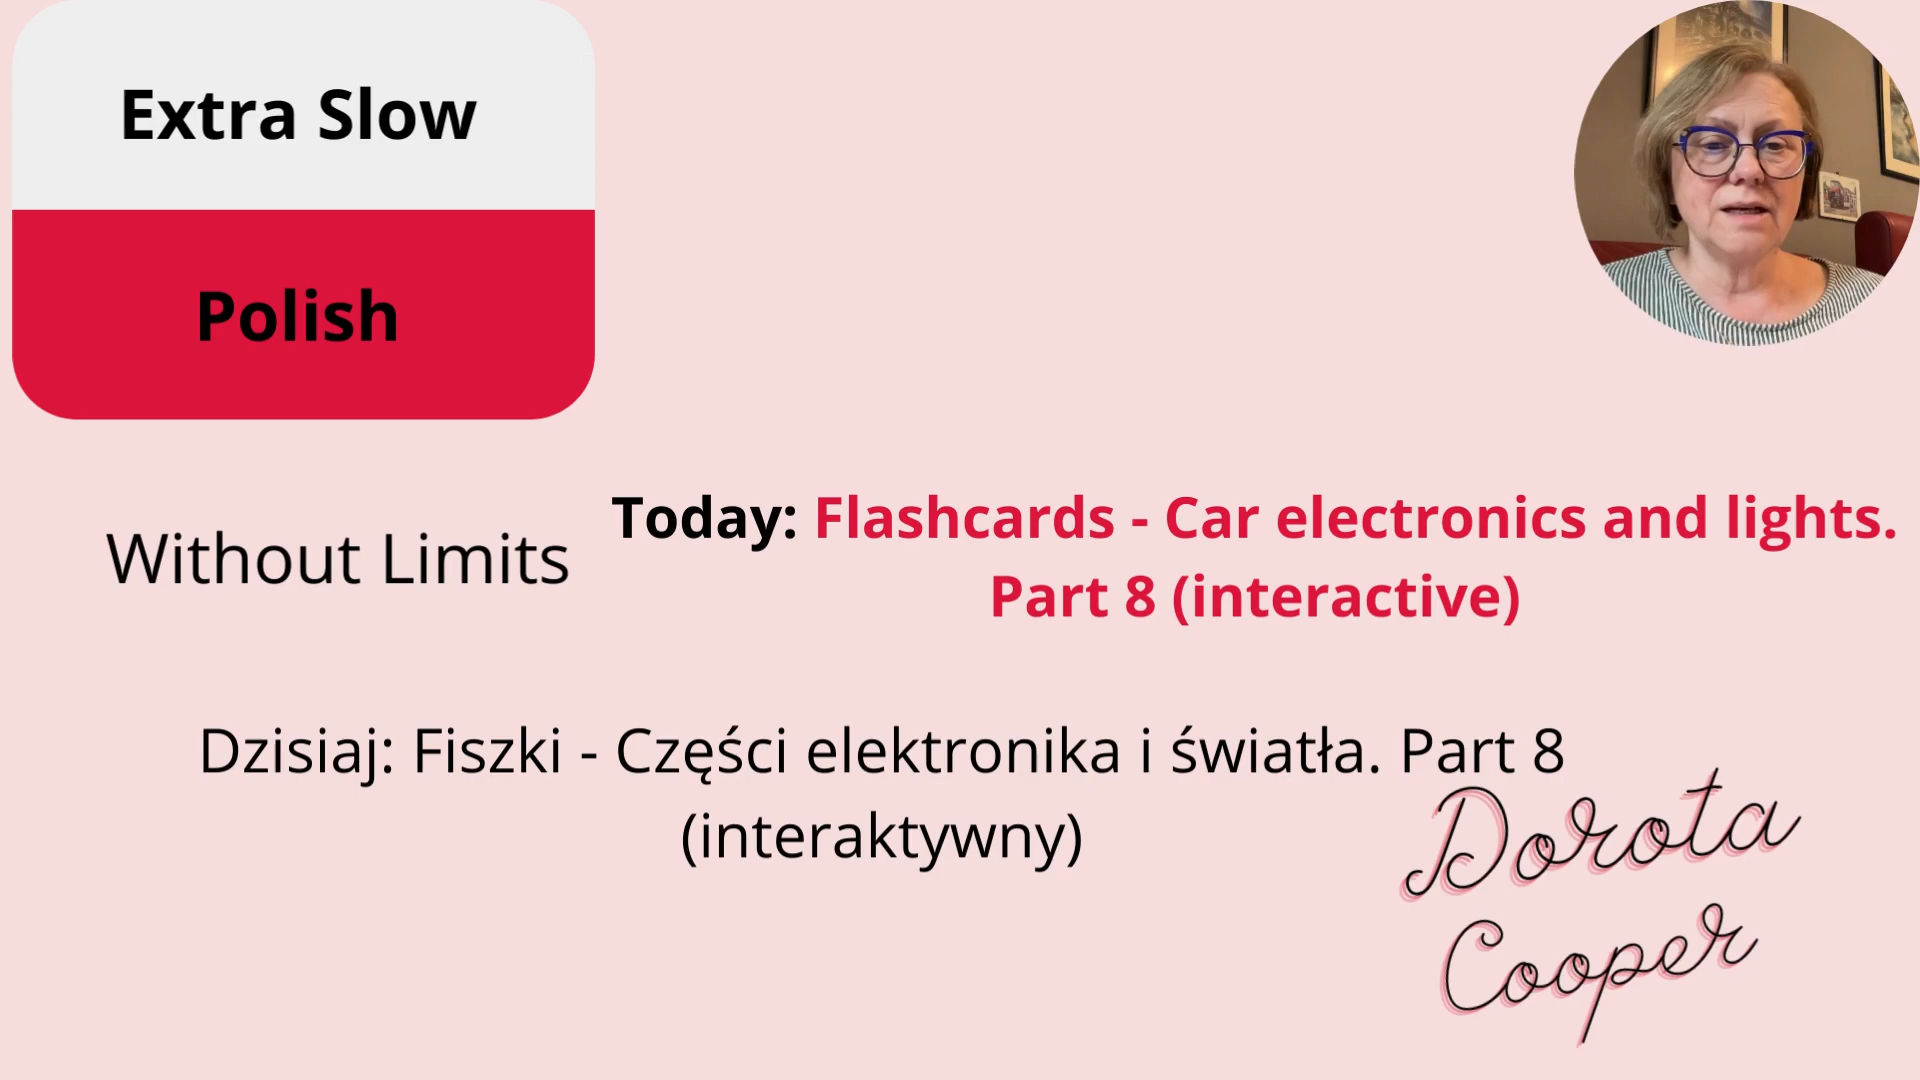 Extra Slow
Polish
Without Limits
Today: Flashcards - Car electronics and lights.
Part 8 (interactive)
Dzisiaj: Fiszki - Części elektronika i światła. Part 8
(interaktywny)
Dorota
Cooper